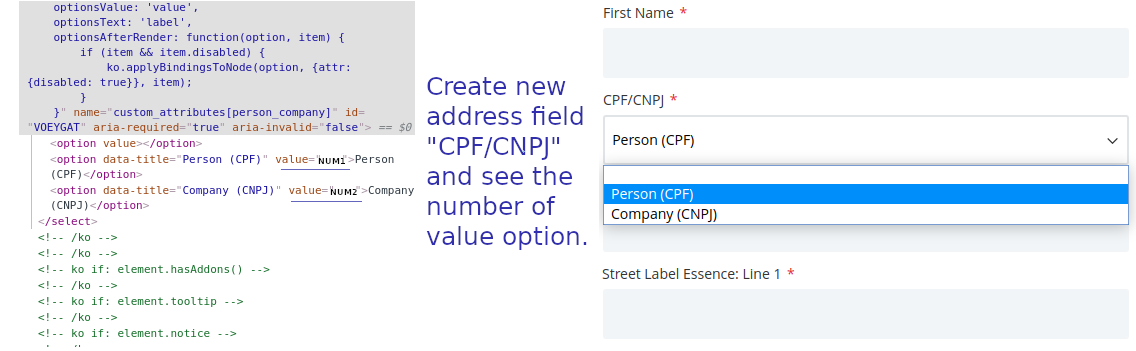 optionsValue: 'value',
optionsText: 'label',
optionsAfterRender: function(option, item) {
if (item && item.disabled) {
ko.applyBindingsToNode(option, {attr:
{disabled: true}}, item);
}
}" name="custom_attributes[person_company]" id=
"VOEYGAT" aria-required="true" aria-invalid="false"> == $0
<option value></option>
<option data-title="Person (CPF)" value="NUM1">Person
(CPF)</option>
<option data-title="Company (CNPJ)" value="NUM2">Company
(CNPJ)</option>
</select>
<!-- /ko -->
<!-- /ko -->
<!-- ko if: element.hasAddons() -->
<!-- /ko -->
<!-- ko if: element.tooltip -->
<!-- /ko -->
<!-- ko if: element.notice -->
Create new
address field
"CPF/CNPJ"
and see the
number of
value option.
First Name *
CPF/CNPJ *
Person (CPF)
Person (CPF)
Company (CNPJ)
Street Label Essence: Line 1 *